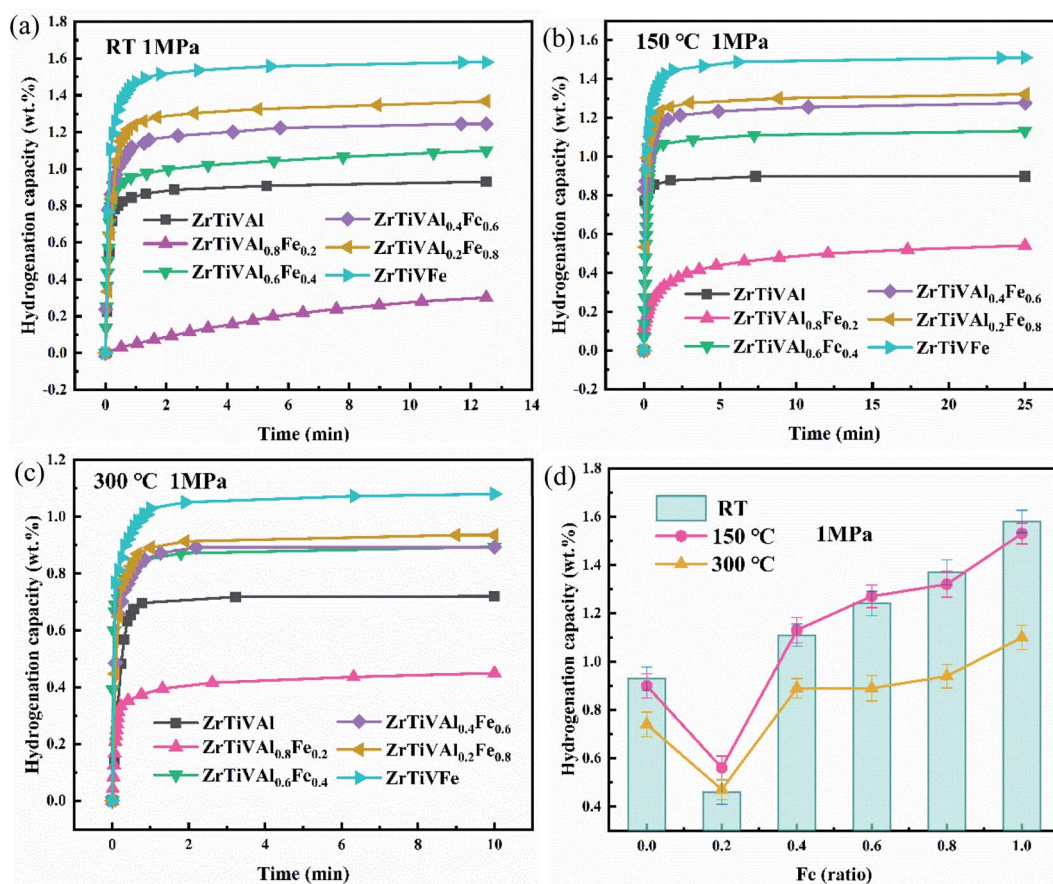 (a)
RT 1MPa
Hydrogenation capacity (wt.%)
1.8
1.6
1.4
1.2
1.0
0.8
0.6
0.4
0.2
0.0
-0.2
ZrTiVAl
ZrTiVAl0.8Fe0.2
ZrTiVAl0.6Fe0.4
ZrTiVAl0.4Fe0.6
ZrTiVAl0.2Fe0.8
ZrTiVFe
0 2 4 6 8 10 12 14
Time (min)
(b)
150 °C 1MPa
Hydrogenation capacity (wt.%)
1.6
1.4
1.2
1.0
0.8
0.6
0.4
0.2
0.0
-0.2
ZrTiVAl
ZrTiVAl0.8Fe0.2
ZrTiVAl0.6Fe0.4
ZrTiVAl0.4Fe0.6
ZrTiVAl0.2Fe0.8
ZrTiVFe
0 5 10 15 20 25
Time (min)
(c)
300 °C 1MPa
Hydrogenation capacity (wt.%)
1.2
1.0
0.8
0.6
0.4
0.2
0.0
ZrTiVAl
ZrTiVAl0.8Fe0.2
ZrTiVAl0.6Fe0.4
ZrTiVAl0.4Fe0.6
ZrTiVAl0.2Fe0.8
ZrTiVFe
0 2 4 6 8 10
Time (min)
(d)
RT
150 °C
300 °C
1MPa
Hydrogenation capacity (wt.%)
1.8
1.6
1.4
1.2
1.0
0.8
0.6
0.4
0.0 0.2 0.4 0.6 0.8 1.0
Fe (ratio)